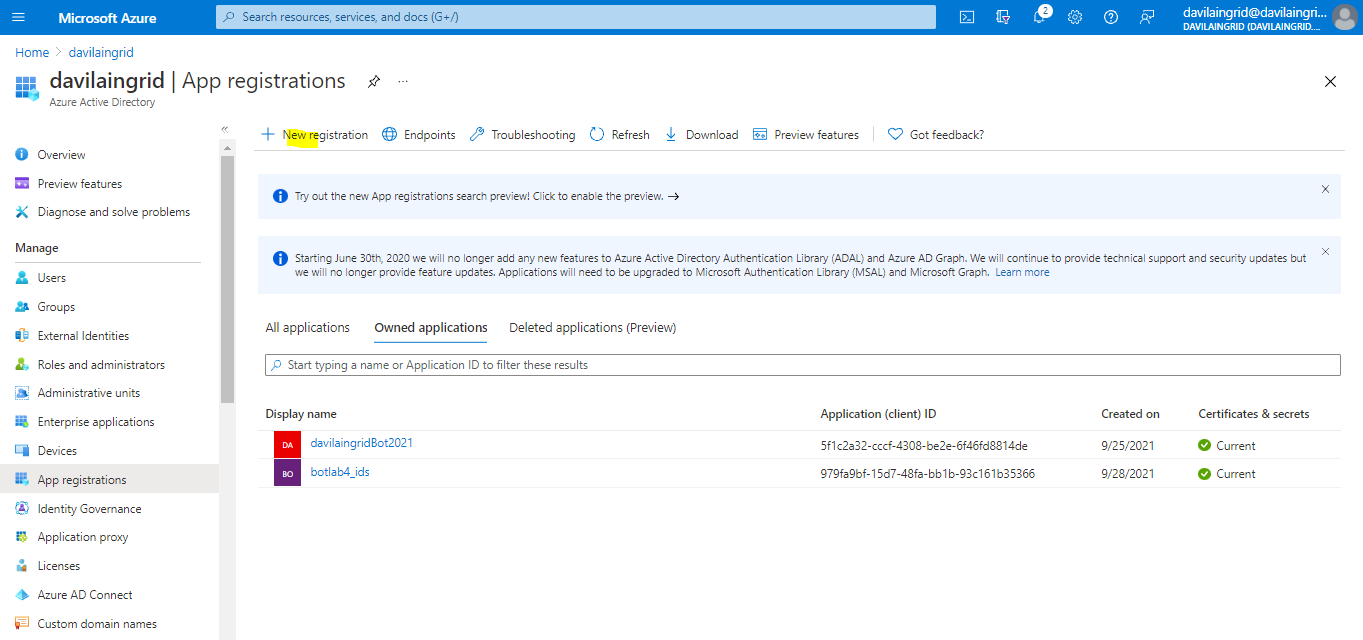 Microsoft Azure
Search resources, services, and docs (G+/)
2
davilaingrid@davilaingri...
DAVILAINGRID (DAVILAINGRID....
Home > davilaingrid
davilaingrid | App registrations
...
Azure Active Directory
«
Overview
Preview features
Diagnose and solve problems
Manage
Users
Groups
External Identities
Roles and administrators
Administrative units
Enterprise applications
Devices
App registrations
Identity Governance
Application proxy
Licenses
Azure AD Connect
Custom domain names
+ New registration Endpoints Troubleshooting Refresh Download Preview features Got feedback?
Try out the new App registrations search preview! Click to enable the preview. →
Starting June 30th, 2020 we will no longer add any new features to Azure Active Directory Authentication Library (ADAL) and Azure AD Graph. We will continue to provide technical support and security updates but
we will no longer provide feature updates. Applications will need to be upgraded to Microsoft Authentication Library (MSAL) and Microsoft Graph. Learn more
All applications Owned applications Deleted applications (Preview)
Start typing a name or Application ID to filter these results
Display name Application (client) ID Created on Certificates & secrets
DA davilaingridBot2021 5f1c2a32-cccf-4308-be2e-6f46fd8814de 9/25/2021 Current
BO botlab4_ids 979fa9bf-15d7-48fa-bb1b-93c161b35366 9/28/2021 Current